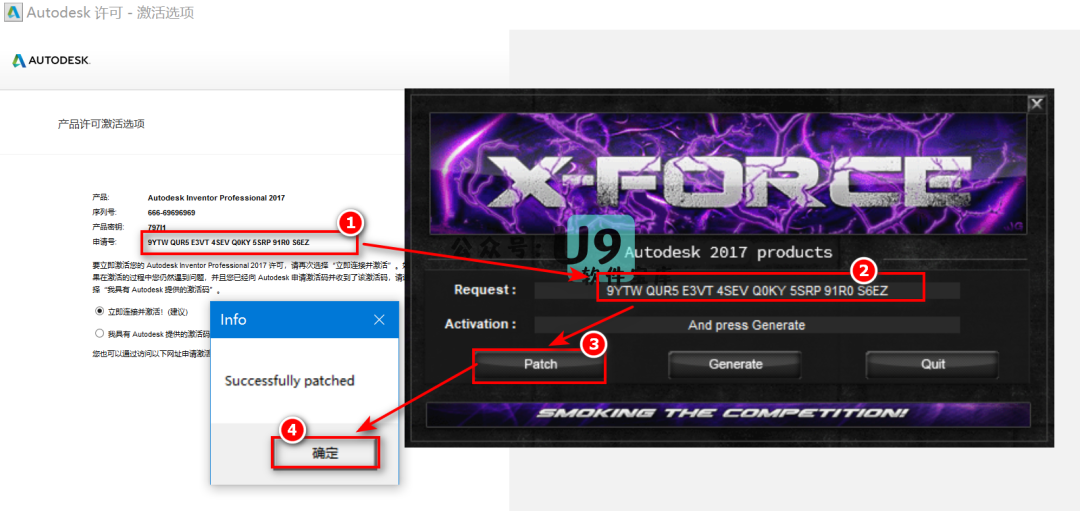 Autodesk 许可 - 激活选项
AUTODESK.
产品许可激活选项
产品: Autodesk Inventor Professional 2017
序列号: 666-69696969
产品密钥: 797I1
申请号: 9YTW QUR5 E3VT 4SEV Q0KY 5SRP 91R0 S6EZ
1
要立即激活您的 Autodesk Inventor Professional 2017 许可，请再次选择“立即连接并激活”。
果在激活的过程中您仍然遇到问题，并且您已经向 Autodesk 申请激活码并收到了该激活码，请
择“我具有 Autodesk 提供的激活码”。
立即连接并激活! (建议)
我具有 Autodesk 提供的激活码
您也可以通过访问以下网址申请激活
Info
Successfully patched
4
确定
X-FORCE
公众号:
J9
软件
Autodesk 2017 products
2
Request :
9YTW QUR5 E3VT 4SEV Q0KY 5SRP 91R0 S6EZ
Activation :
And press Generate
3
Patch
Generate
Quit
SMOKING THE COMPETITION!